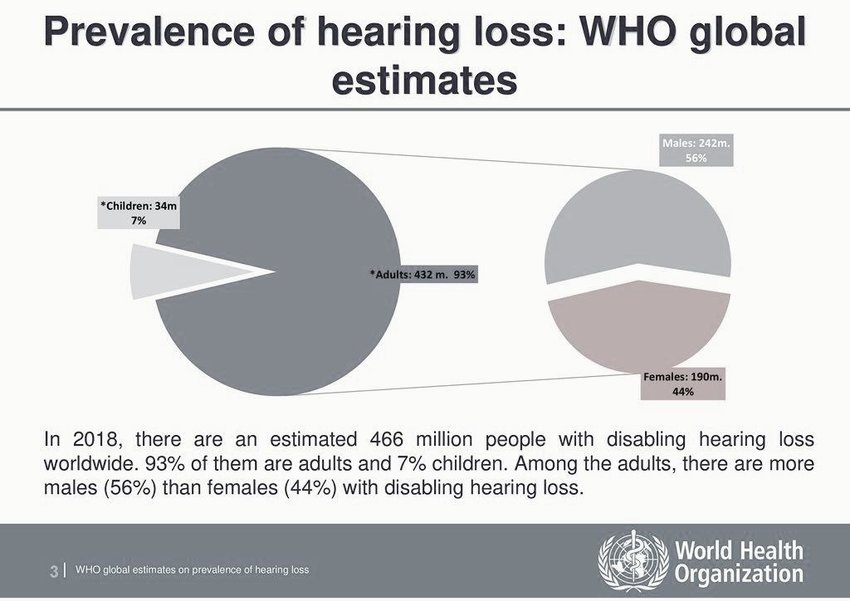 Prevalence of hearing loss: WHO global
estimates
Males: 242m.
56%
*Children: 34m
7%
*Adults: 432 m.  93%
Females: 190m.
44%
In 2018, there are an estimated 466 million people with disabling hearing loss
worldwide. 93% of them are adults and 7% children. Among the adults, there are more
males (56%) than females (44%) with disabling hearing loss.
3 | WHO global estimates on prevalence of hearing loss
World Health
Organization